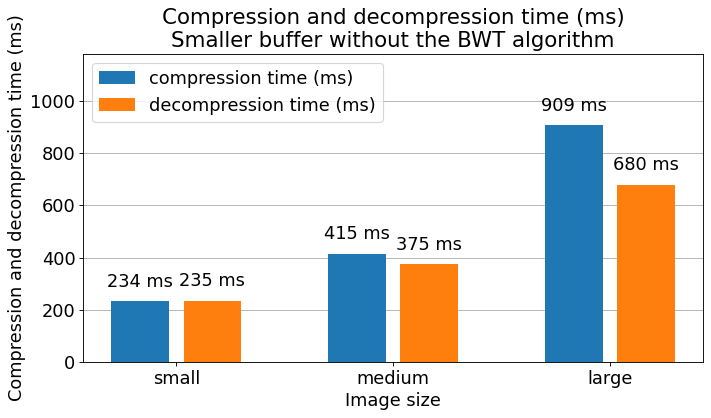 Compression and decompression time (ms)
Smaller buffer without the BWT algorithm
Compression and decompression time (ms)
compression time (ms)
decompression time (ms)
1000
800
600
400
200
0
234 ms
235 ms
415 ms
375 ms
909 ms
680 ms
small
medium
large
Image size